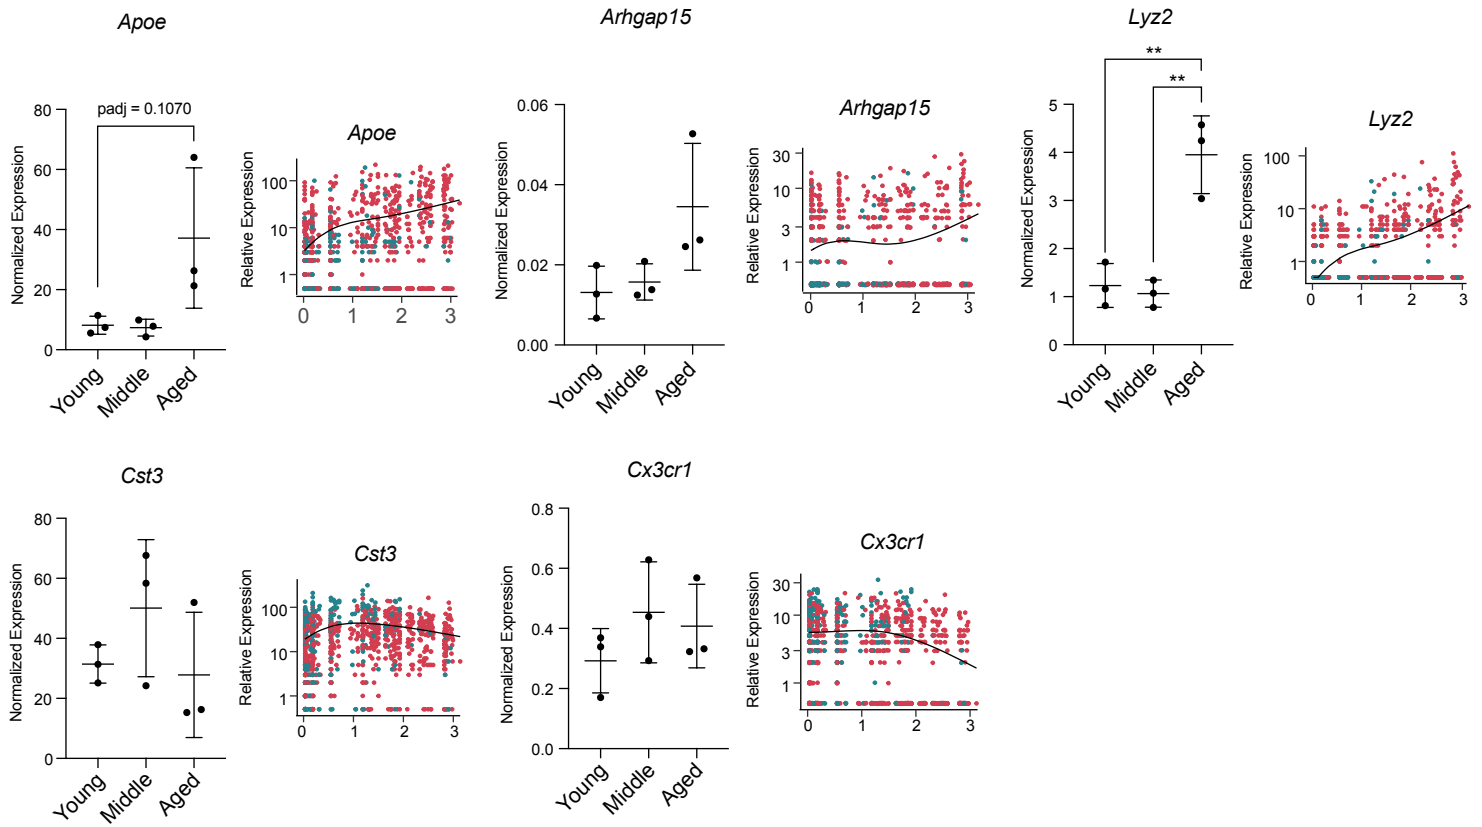 Apoe
Normalized Expression
80
60
40
20
0
padj = 0.1070
Young
Middle
Aged
Apoe
Relative Expression
100
10
1
0 1 2 3
Arhgap15
Normalized Expression
0.06
0.04
0.02
0.00
Young
Middle
Aged
Arhgap15
Relative Expression
30
10
3
1
0 1 2 3
Lyz2
**
**
Normalized Expression
5
4
3
2
1
0
Young
Middle
Aged
Lyz2
Relative Expression
100
10
1
0 1 2 3
Cst3
Normalized Expression
80
60
40
20
0
Young
Middle
Aged
Cst3
Relative Expression
100
10
1
0 1 2 3
Cx3cr1
Normalized Expression
0.8
0.6
0.4
0.2
0.0
Young
Middle
Aged
Cx3cr1
Relative Expression
30
10
3
1
0 1 2 3